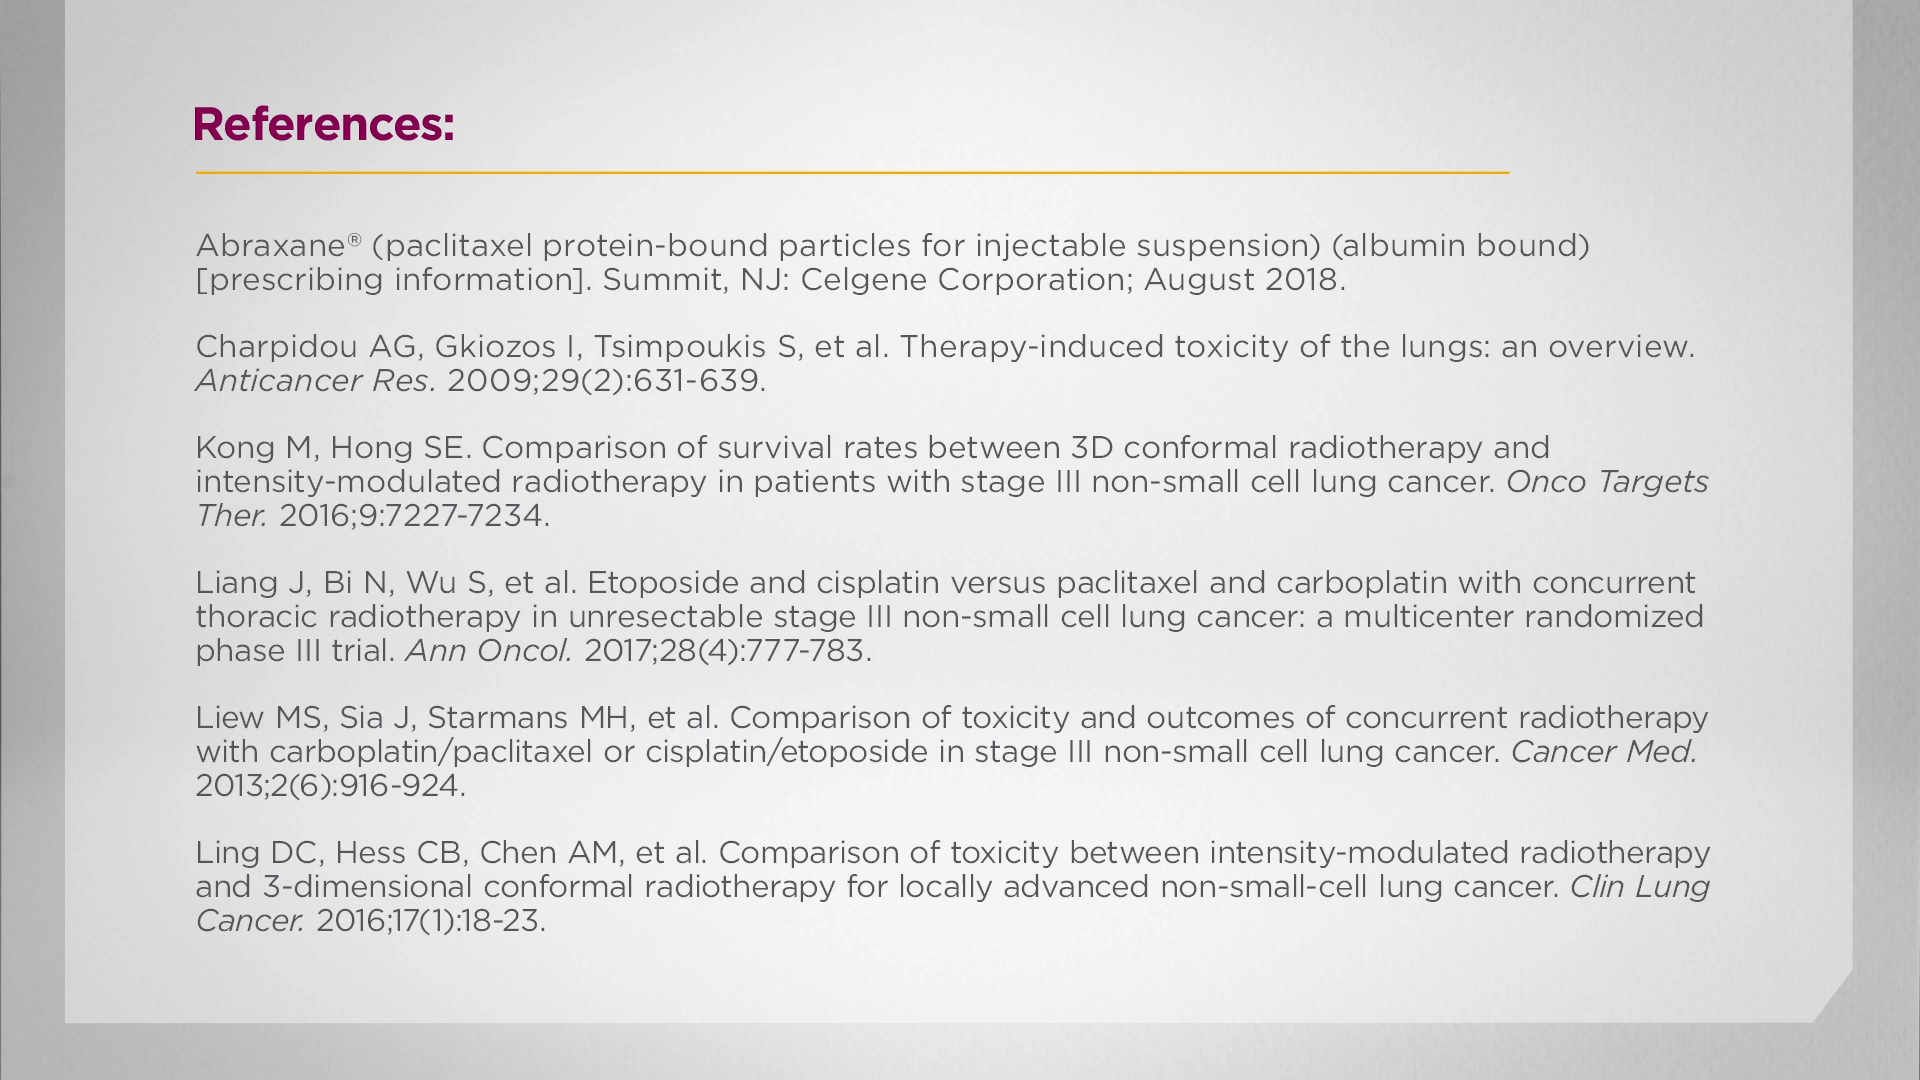 References:
Abraxane® (paclitaxel protein-bound particles for injectable suspension) (albumin bound)
[prescribing information]. Summit, NJ: Celgene Corporation; August 2018.
Charpidou AG, Gkiozos I, Tsimpoukis S, et al. Therapy-induced toxicity of the lungs: an overview.
Anticancer Res. 2009;29(2):631-639.
Kong M, Hong SE. Comparison of survival rates between 3D conformal radiotherapy and
intensity-modulated radiotherapy in patients with stage III non-small cell lung cancer. Onco Targets
Ther. 2016;9:7227-7234.
Liang J, Bi N, Wu S, et al. Etoposide and cisplatin versus paclitaxel and carboplatin with concurrent
thoracic radiotherapy in unresectable stage III non-small cell lung cancer: a multicenter randomized
phase III trial. Ann Oncol. 2017;28(4):777-783.
Liew MS, Sia J, Starmans MH, et al. Comparison of toxicity and outcomes of concurrent radiotherapy
with carboplatin/paclitaxel or cisplatin/etoposide in stage III non-small cell lung cancer. Cancer Med.
2013;2(6):916-924.
Ling DC, Hess CB, Chen AM, et al. Comparison of toxicity between intensity-modulated radiotherapy
and 3-dimensional conformal radiotherapy for locally advanced non-small-cell lung cancer. Clin Lung
Cancer. 2016;17(1):18-23.